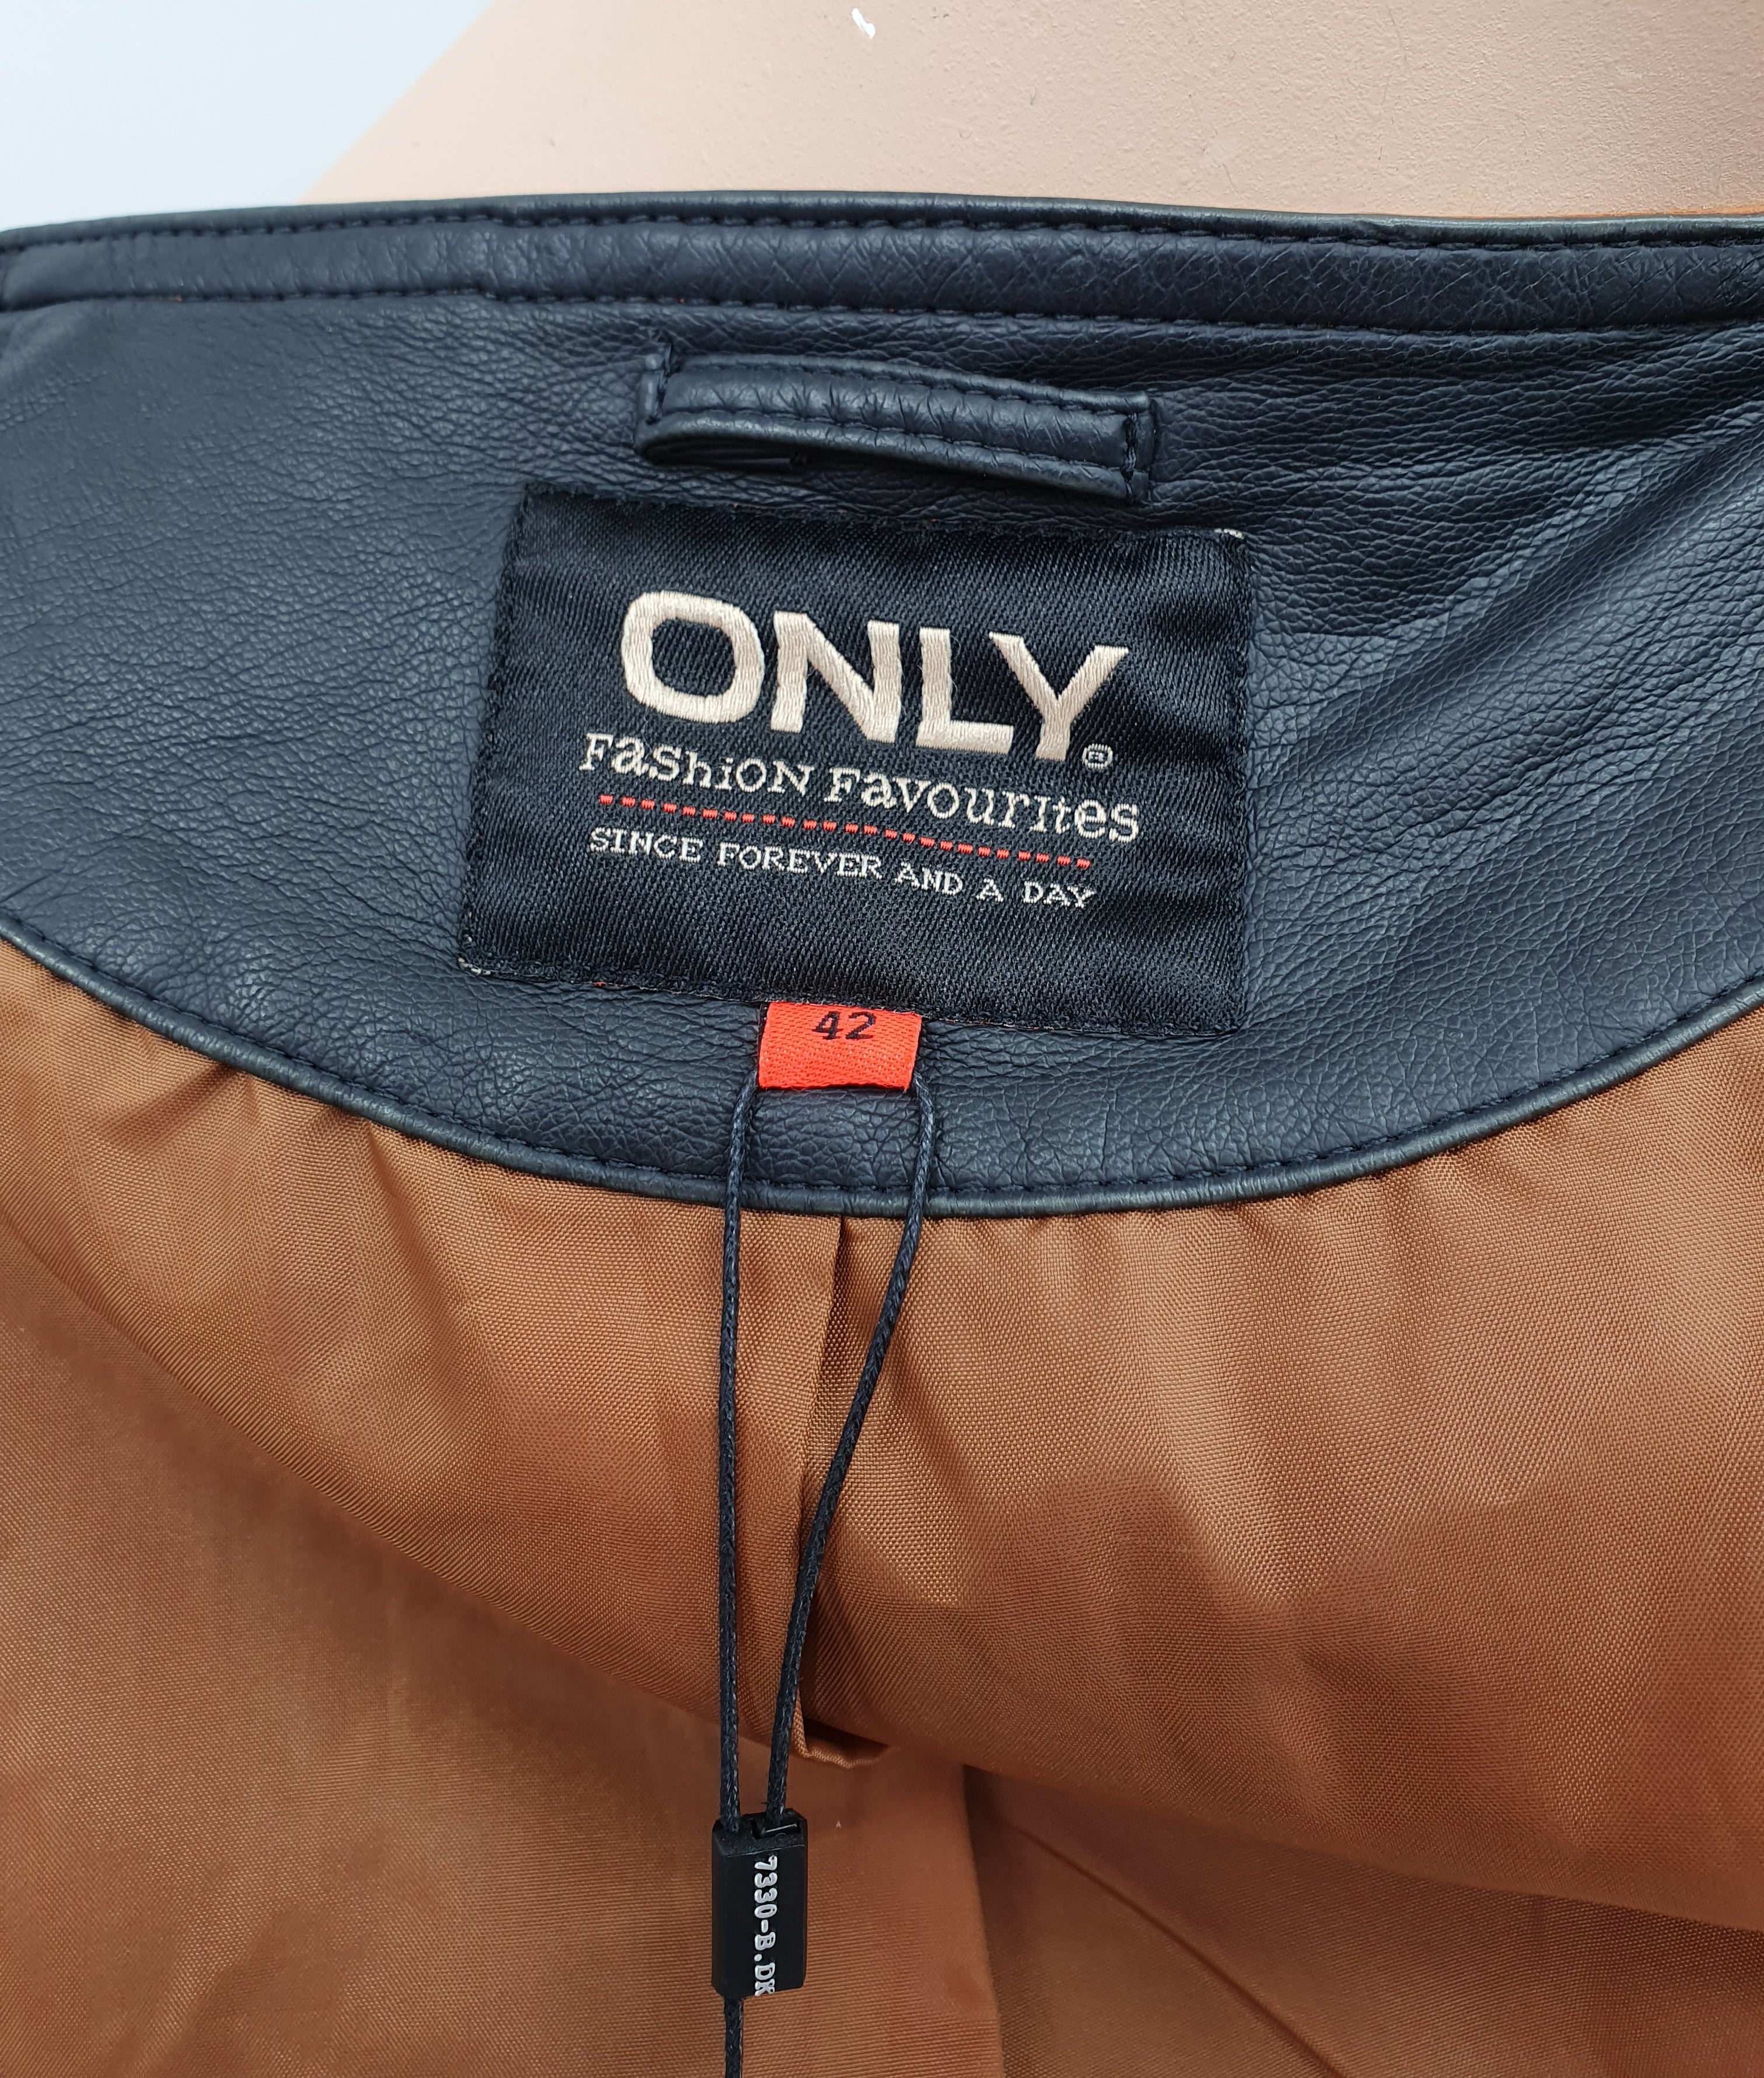 ONLY®
Fashion Favourites
SINCE FOREVER AND A DAY
42
7330-B.DK